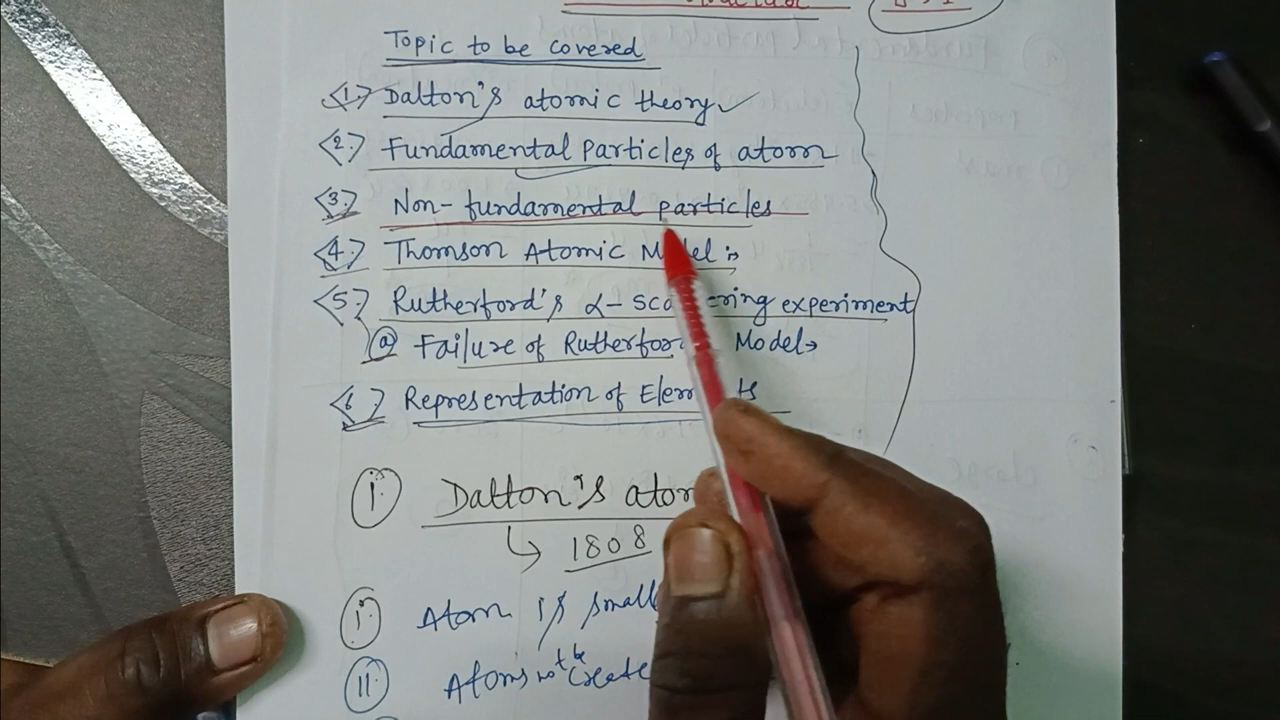 Topic to be covered
<1.> Dalton's atomic theory ✓
<2.> Fundamental Particles of atom
<3.> Non-fundamental particles
<4.> Thomson Atomic Model :
<5.> Rutherford's α-scattering experiment
(a) Failure of Rutherford Model
<6.> Representation of Elements
(i) Dalton's atom
↳ 1808
(i) Atom is small
(ii) Atoms not be create